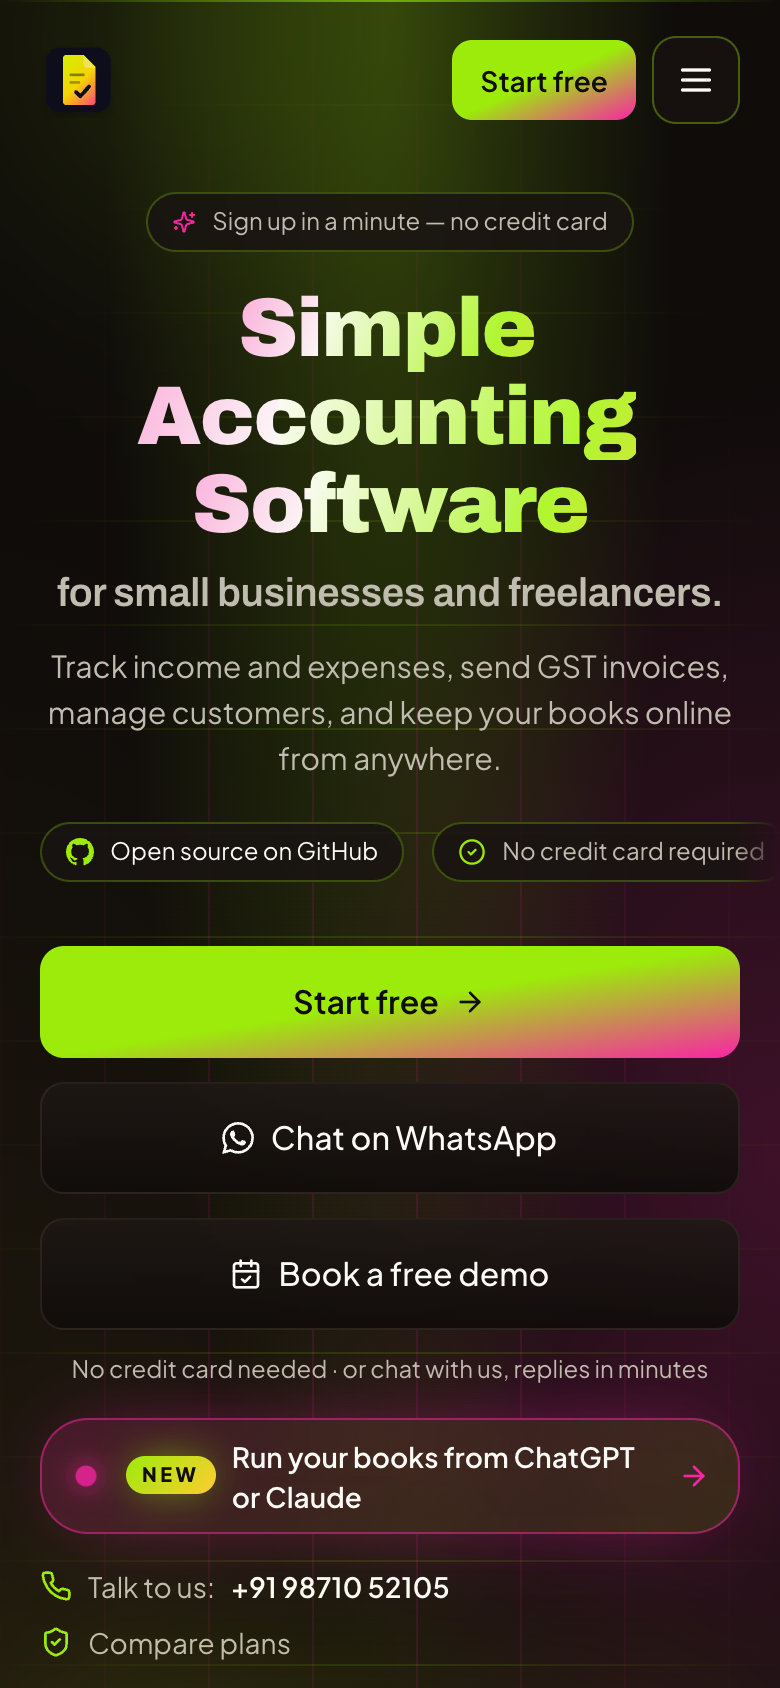 Start free
Sign up in a minute — no credit card
Simple
Accounting
Software
for small businesses and freelancers.
Track income and expenses, send GST invoices,
manage customers, and keep your books online
from anywhere.
Open source on GitHub
No credit card required
Start free
Chat on WhatsApp
Book a free demo
No credit card needed · or chat with us, replies in minutes
NEW
Run your books from ChatGPT
or Claude
Talk to us: +91 98710 52105
Compare plans